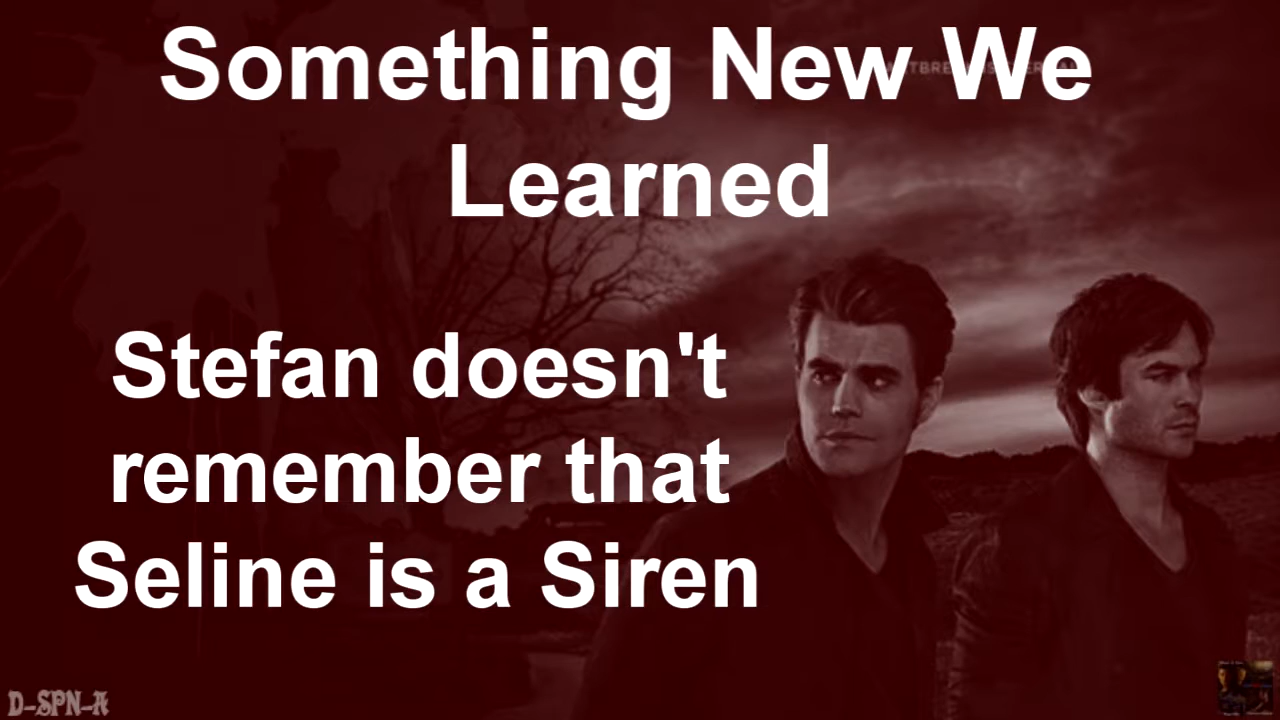 Something New We
Learned
Stefan doesn't
remember that
Seline is a Siren
D-SPN-A